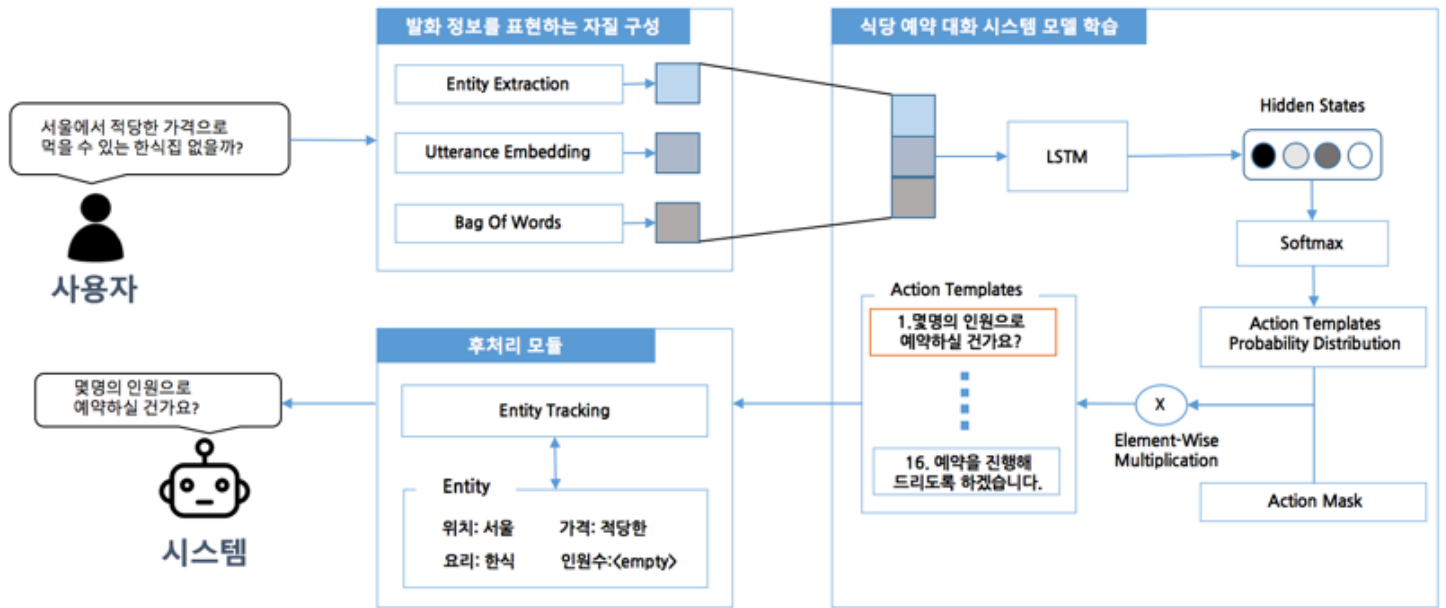 발화 정보를 표현하는 자질 구성
식당 예약 대화 시스템 모델 학습
서울에서 적당한 가격으로
먹을 수 있는 한식집 없을까?
사용자
Entity Extraction
Utterance Embedding
Bag Of Words
LSTM
Hidden States
Softmax
Action Templates
Probability Distribution
X
Element-Wise
Multiplication
Action Mask
Action Templates
1.몇명의 인원으로
예약하실 건가요?
16. 예약을 진행해
드리도록 하겠습니다.
후처리 모듈
Entity Tracking
Entity
위치: 서울 가격: 적당한
요리: 한식 인원수:<empty>
몇명의 인원으로
예약하실 건가요?
시스템